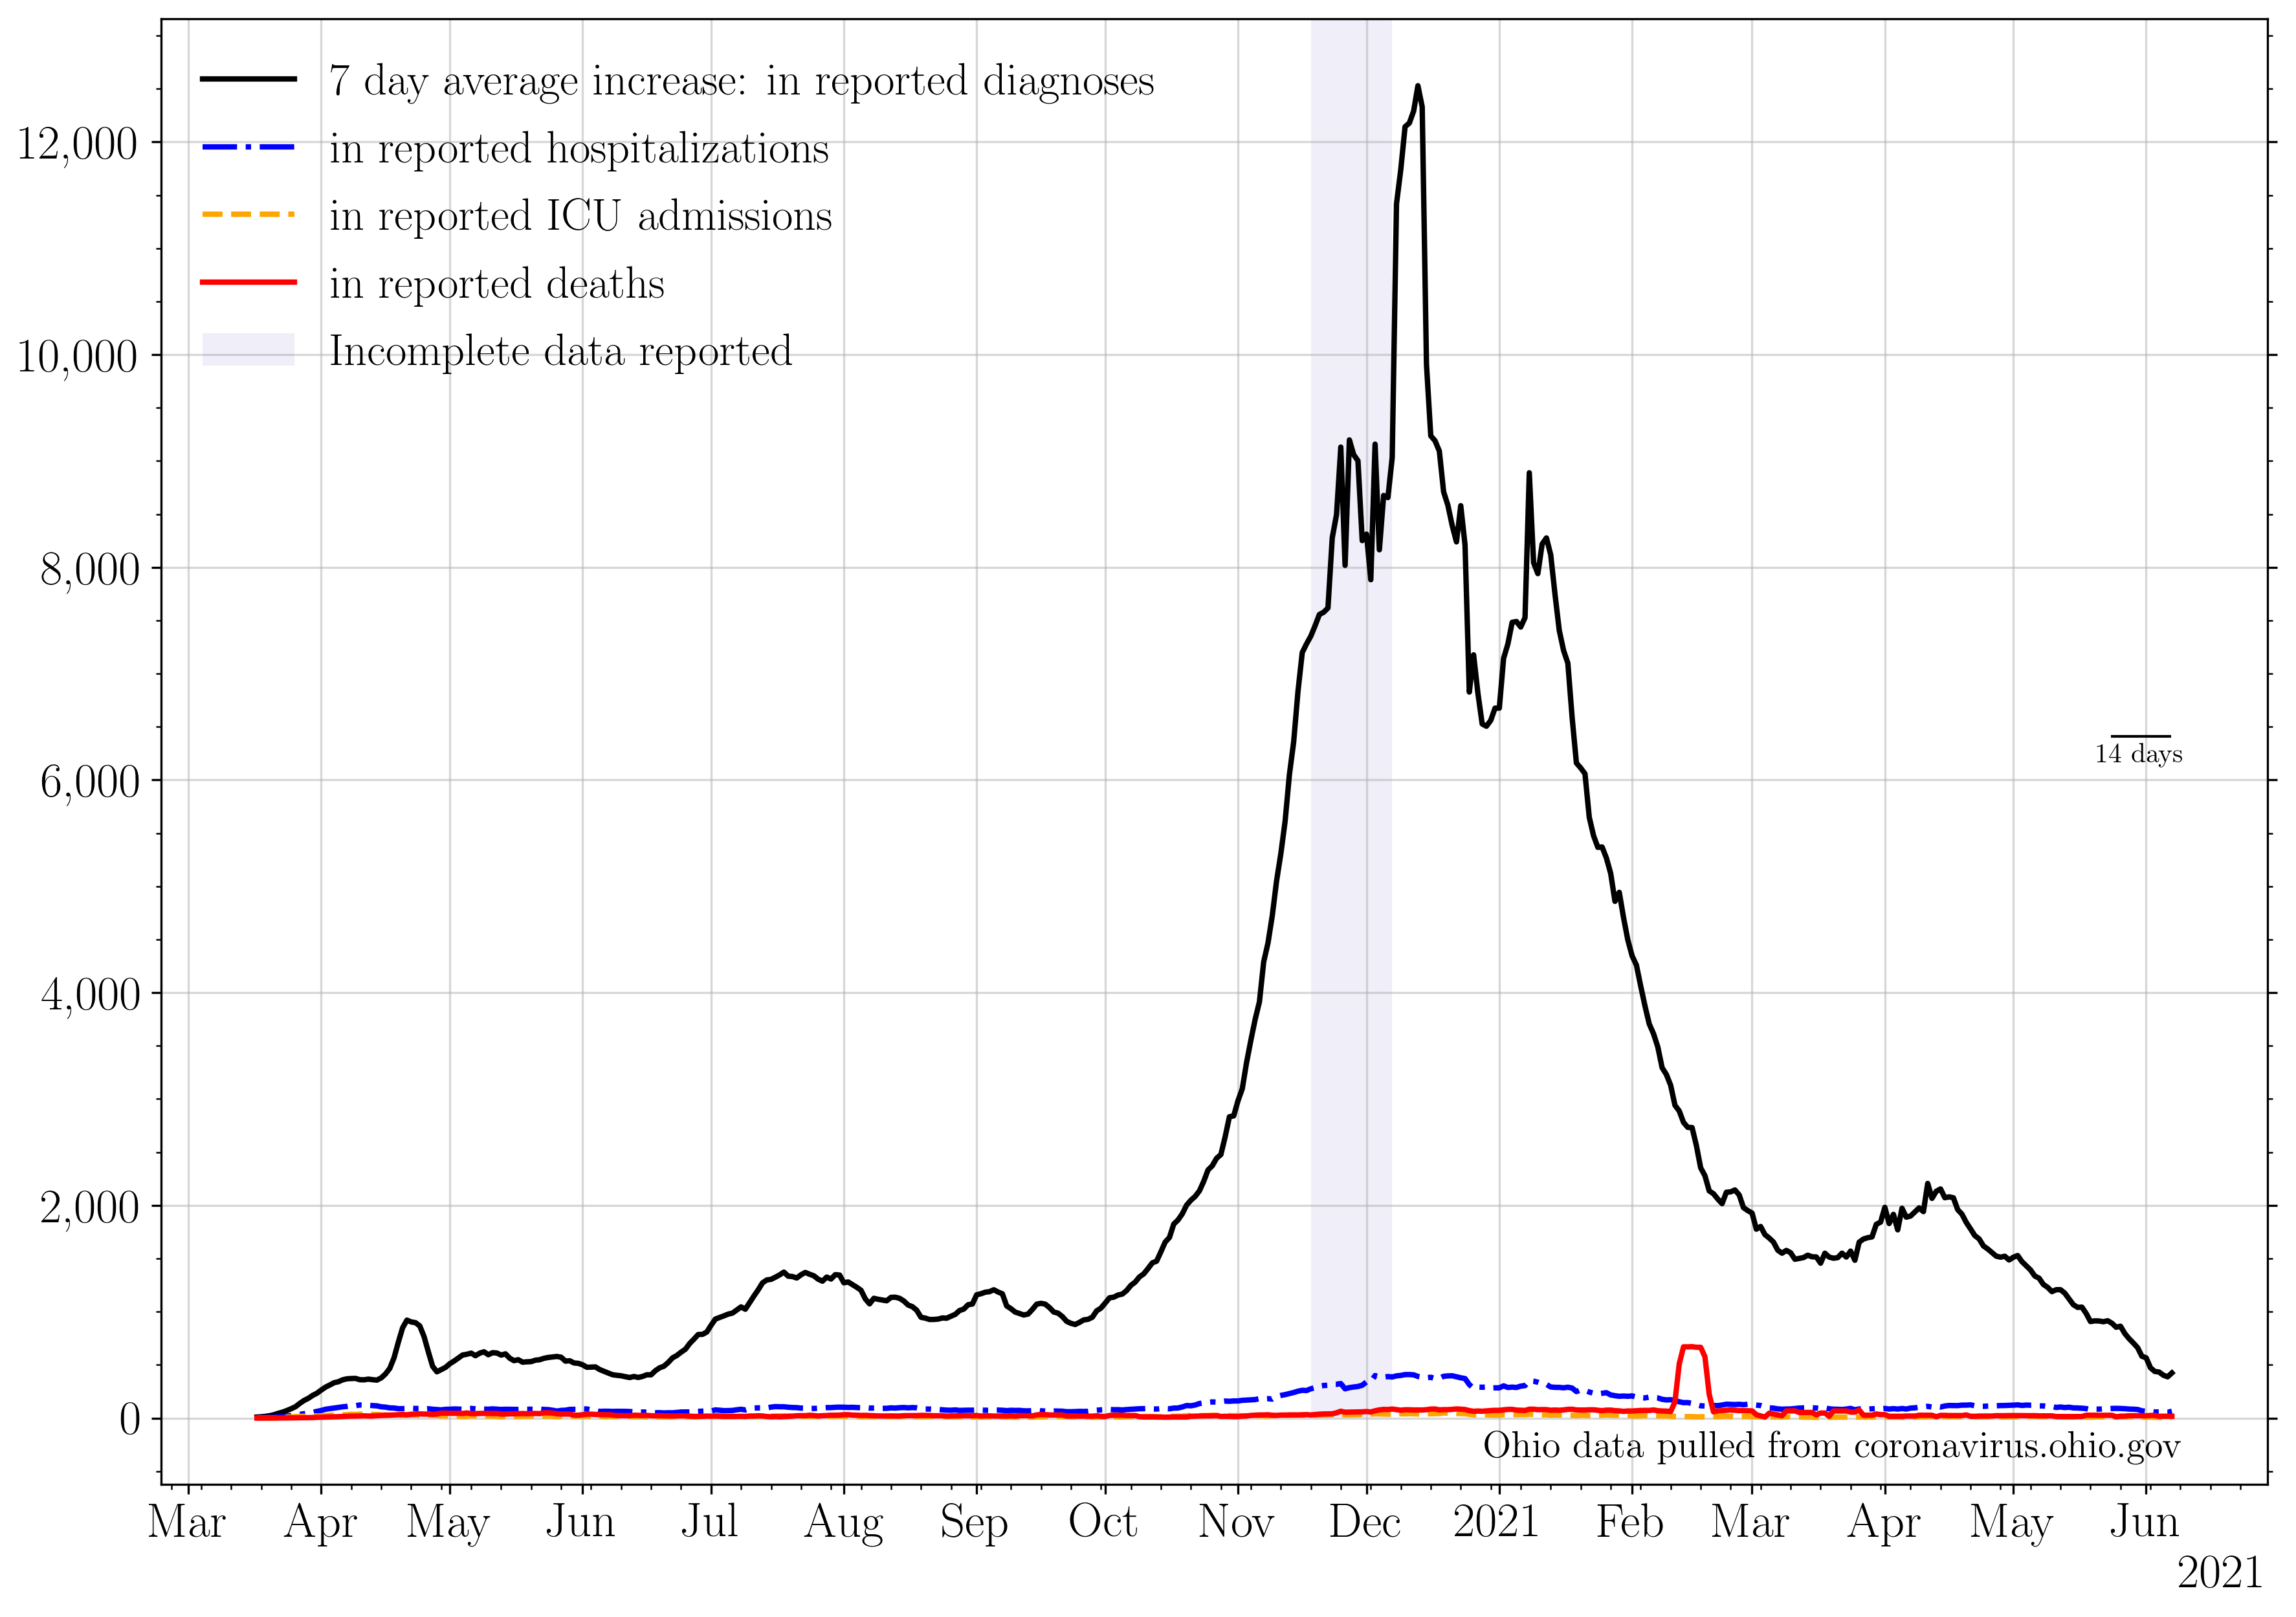 7 day average increase: in reported diagnoses
in reported hospitalizations
in reported ICU admissions
in reported deaths
Incomplete data reported
12,000
10,000
8,000
6,000
4,000
2,000
0
14 days
Ohio data pulled from coronavirus.ohio.gov
Mar Apr May Jun Jul Aug Sep Oct Nov Dec 2021 Feb Mar Apr May Jun
2021